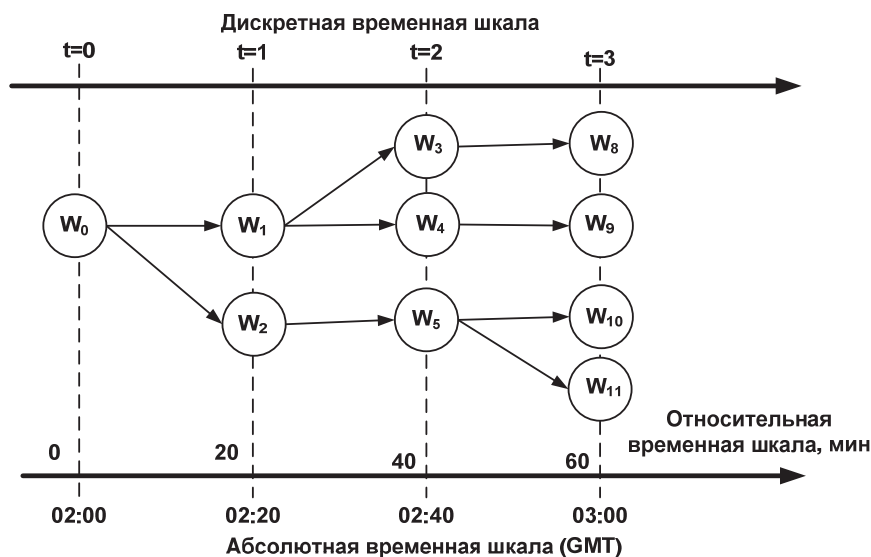 Дискретная временная шкала
t=0 t=1 t=2 t=3
W3 W8
W0 W1 W4 W9
W2 W5 W10
W11
Относительная
временная шкала, мин
0 20 40 60
02:00 02:20 02:40 03:00
Абсолютная временная шкала (GMT)